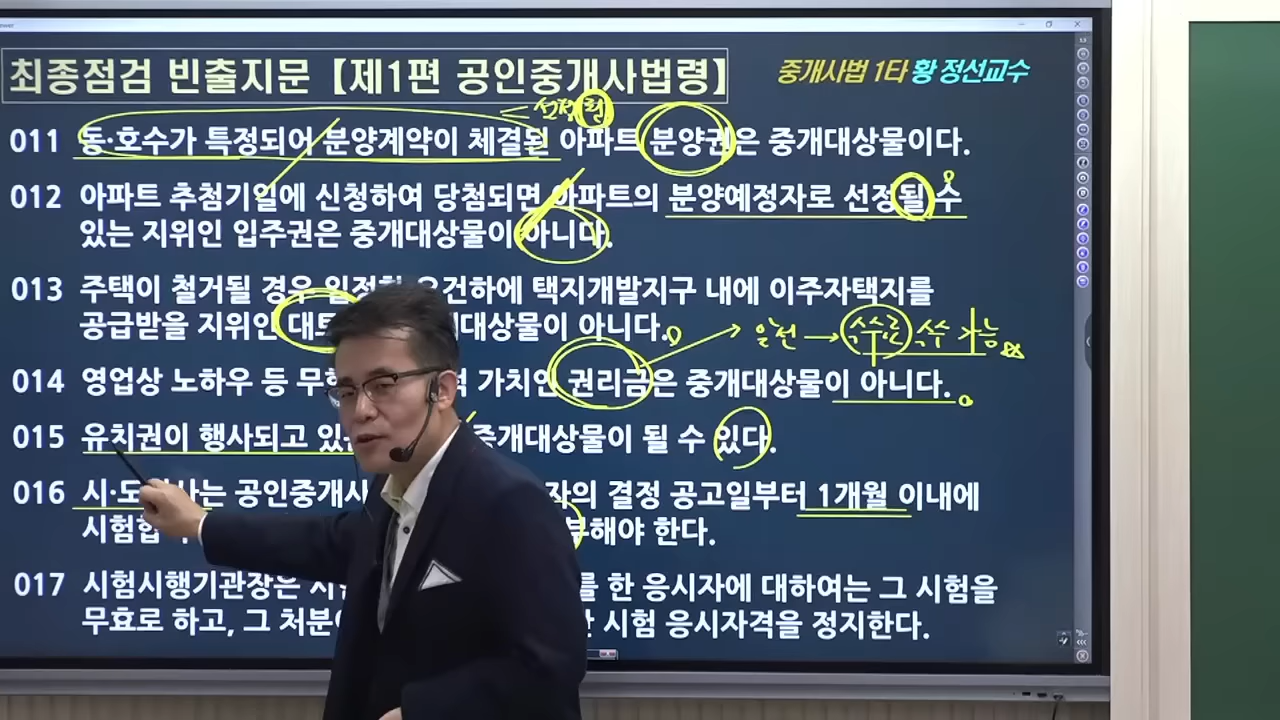 최종점검 빈출지문 【제1편 공인중개사법령】
중개사법 1타 황 정선교수
011 동·호수가 특정되어 분양계약이 체결된 아파트 분양권은 중개대상물이다.
012 아파트 추첨기일에 신청하여 당첨되면 아파트의 분양예정자로 선정될 수
있는 지위인 입주권은 중개대상물이 아니다.
013 주택이 철거될 경우 일정한 요건하에 택지개발지구 내에 이주자택지를
공급받을 지위인 대토 대상물이 아니다.
알선 → 수수료 수수 가능
014 영업상 노하우 등 무형 가치인 권리금은 중개대상물이 아니다.
015 유치권이 행사되고 있는 중개대상물이 될 수 있다.
016 시·도지사는 공인중개사 자의 결정 공고일부터 1개월 이내에
시험합 부해야 한다.
017 시험시행기관장은 를 한 응시자에 대하여는 그 시험을
무효로 하고, 그 처분 시험 응시자격을 정지한다.